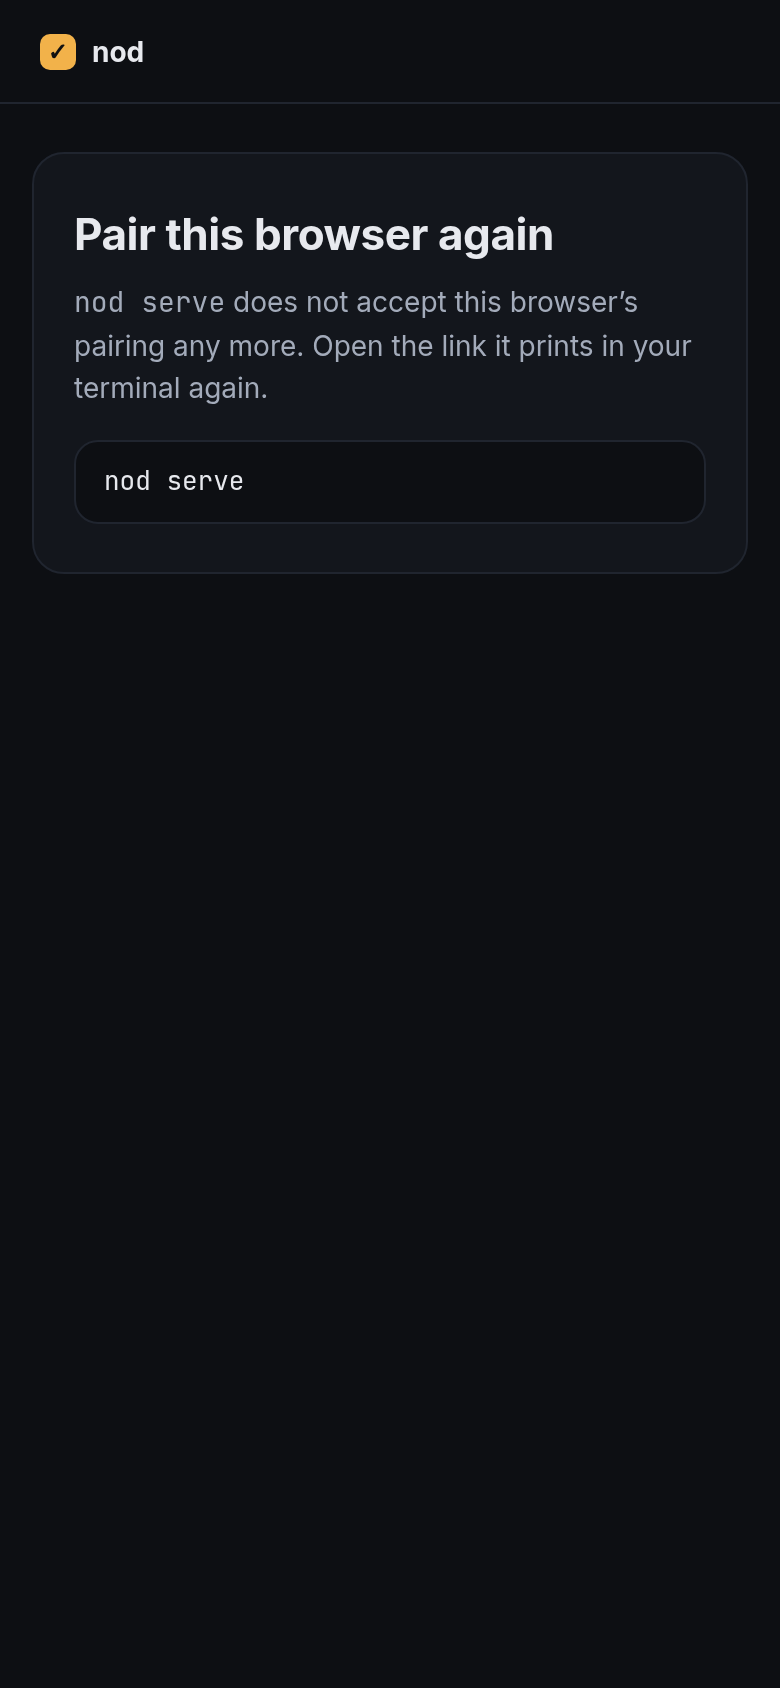 ✓ nod
Pair this browser again
nod serve does not accept this browser’s
pairing any more. Open the link it prints in your
terminal again.
nod serve